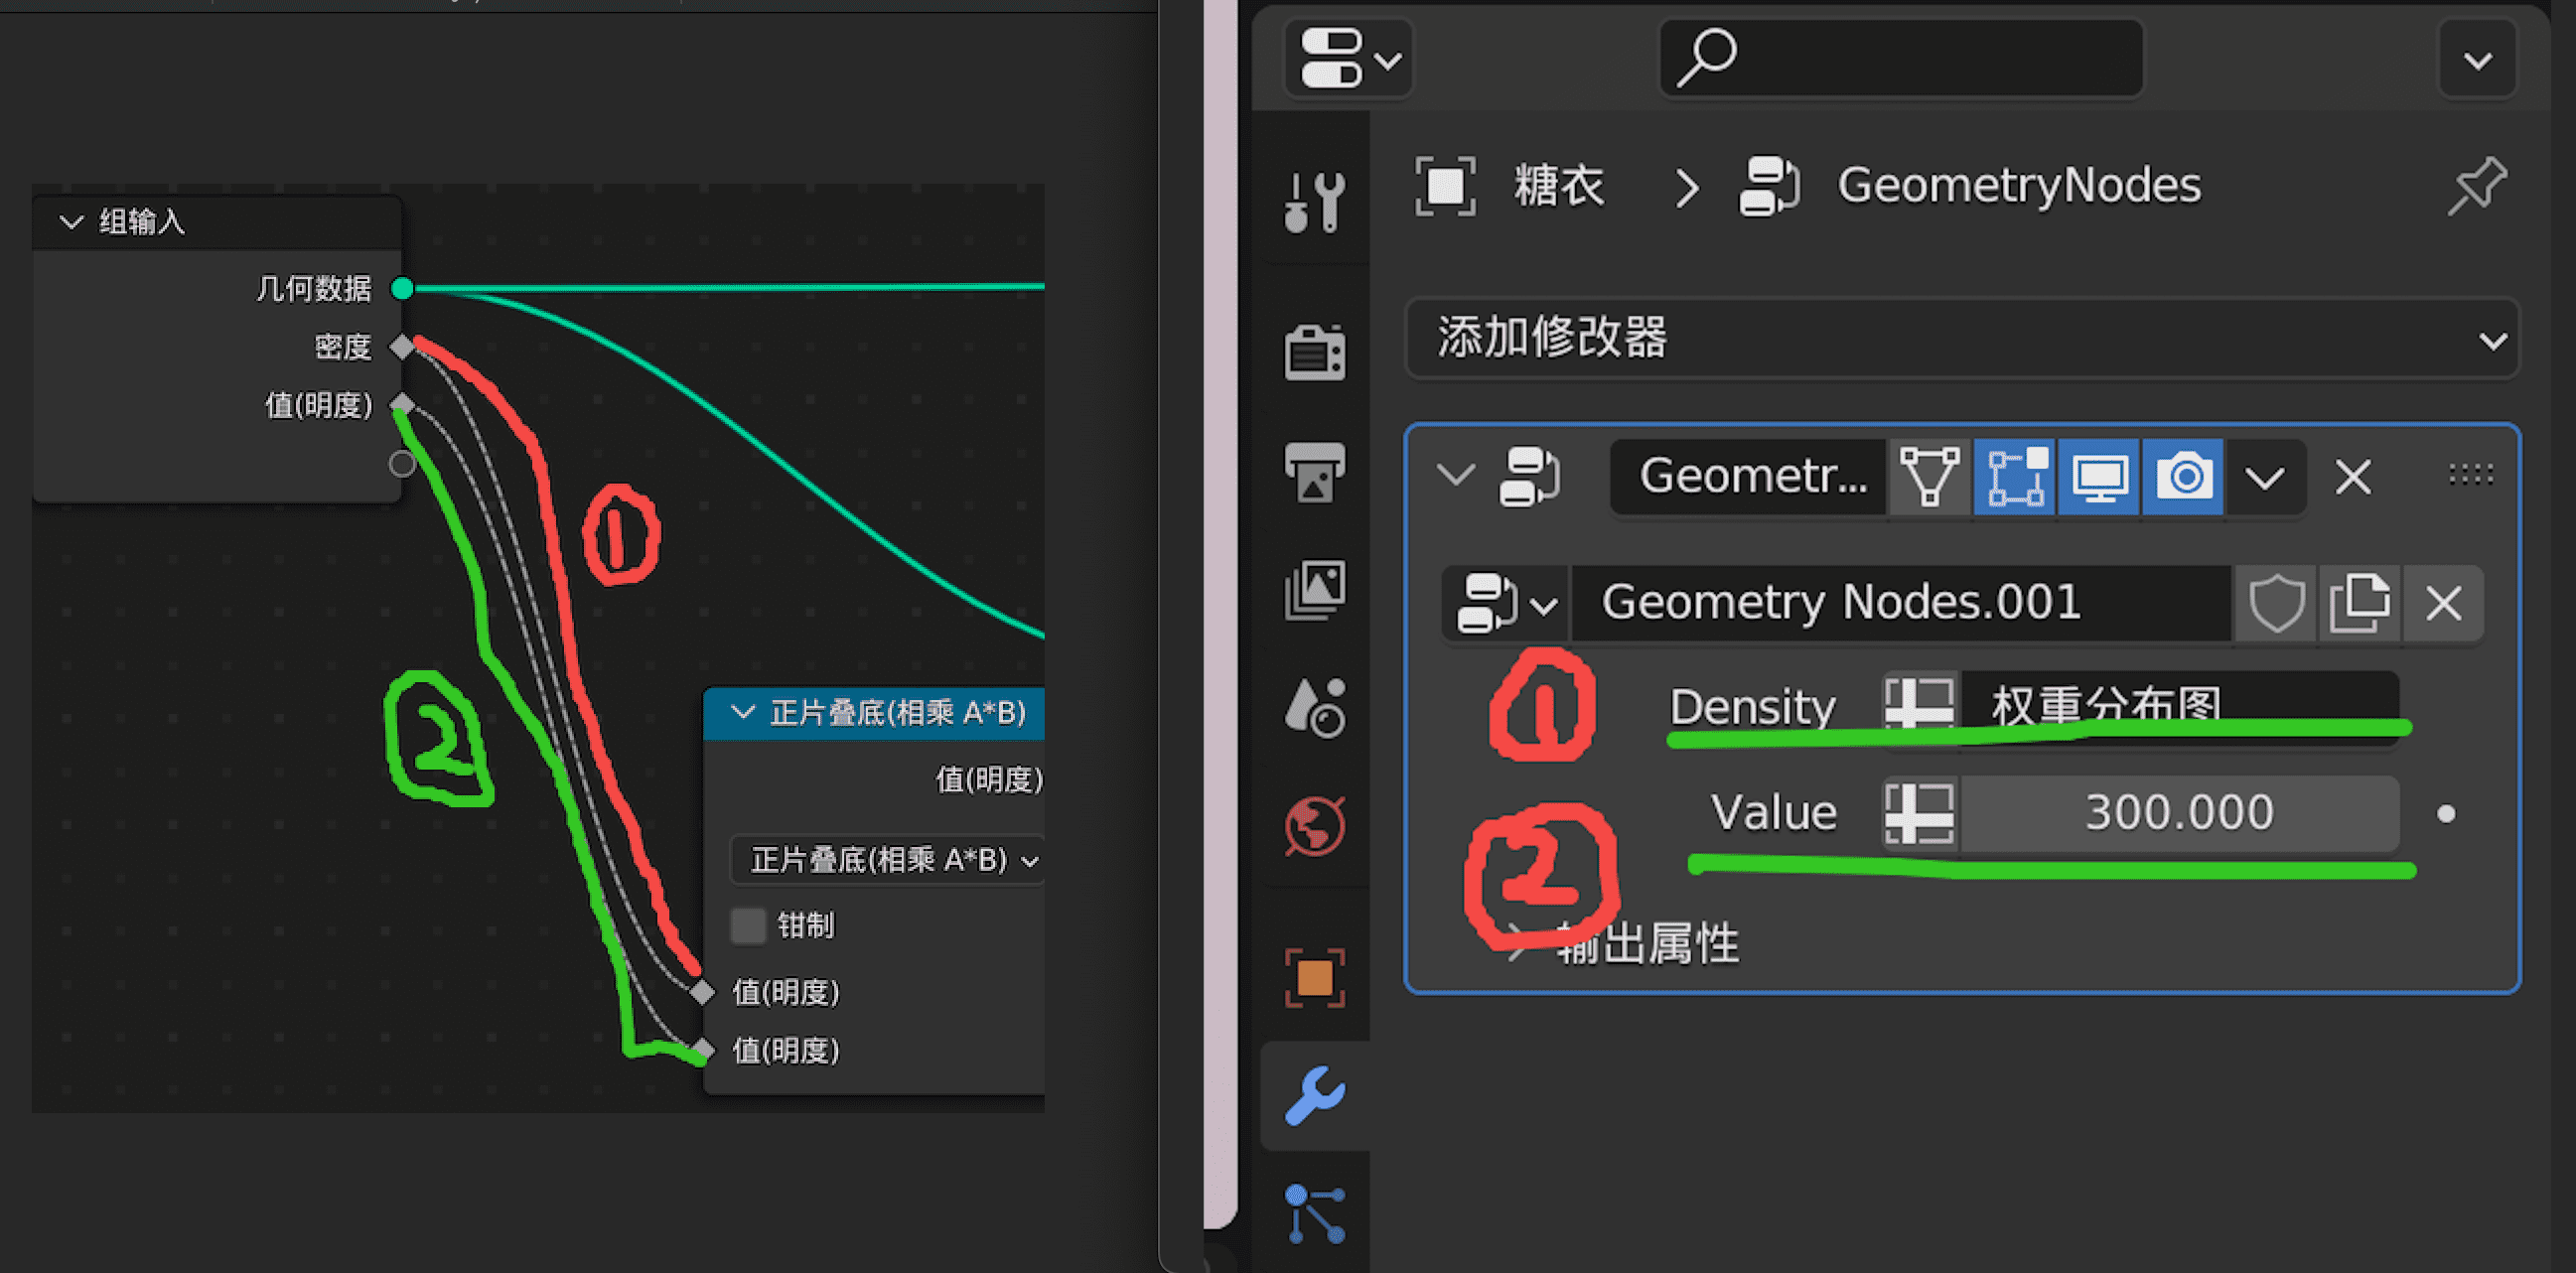 组输入
几何数据
密度
值(明度)
①
②
正片叠底(相乘 A*B)
值(明度)
正片叠底(相乘 A*B)
钳制
值(明度)
值(明度)
糖衣 > GeometryNodes
添加修改器
Geometr...
Geometry Nodes.001
① Density 权重分布图
② Value 300.000
输出属性